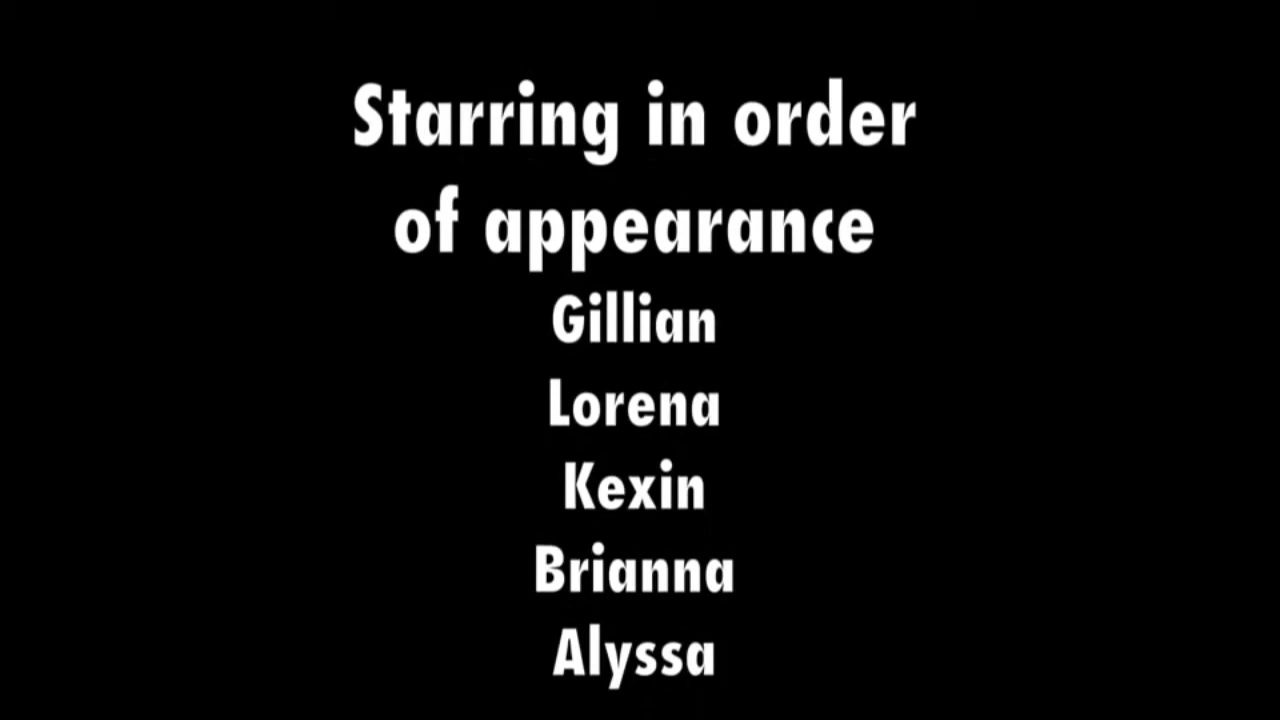 Starring in order
of appearance
Gillian
Lorena
Kexin
Brianna
Alyssa